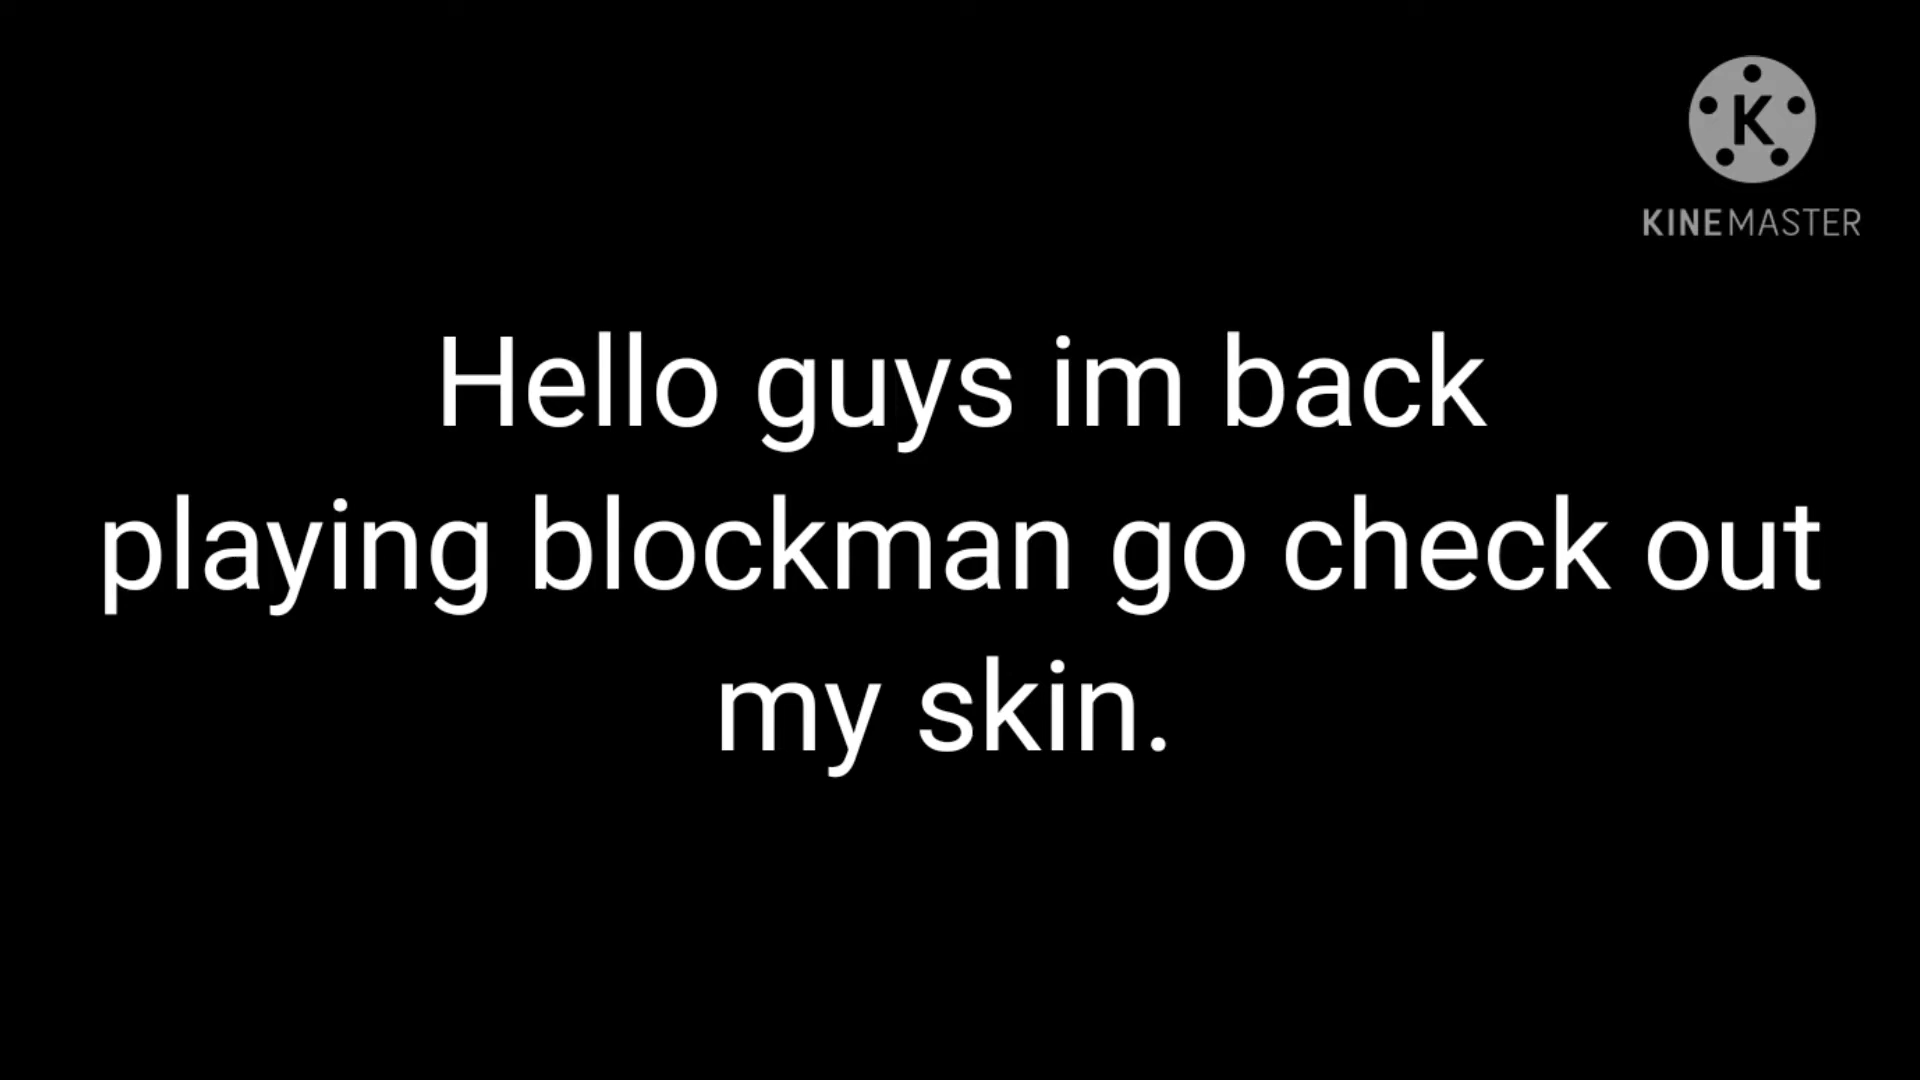 K
KINEMASTER
Hello guys im back
playing blockman go check out
my skin.